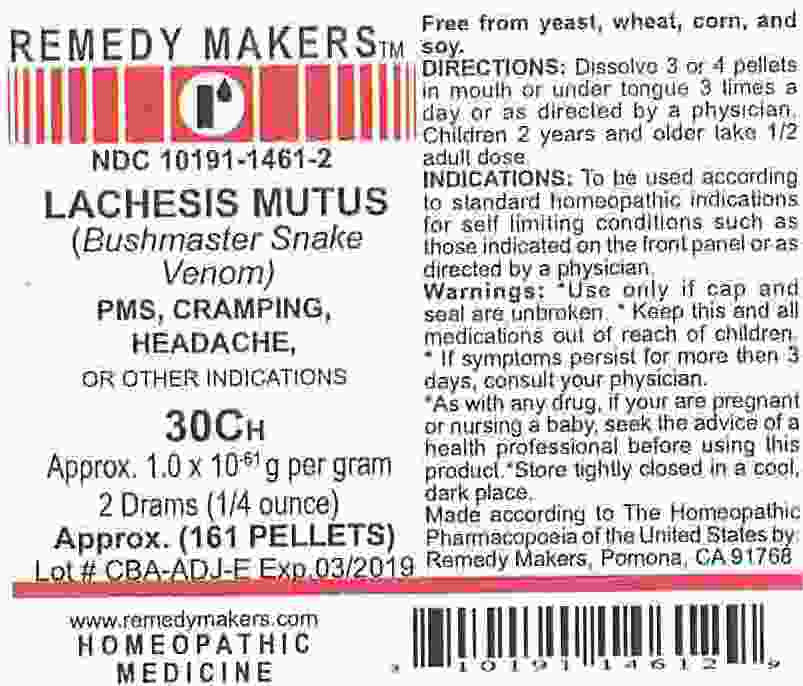 REMEDY MAKERS™
NDC 10191-1461-2
LACHESIS MUTUS
(Bushmaster Snake
Venom)
PMS, CRAMPING,
HEADACHE,
OR OTHER INDICATIONS
30CH
Approx. 1.0 x 10⁻⁶¹ g per gram
2 Drams (1/4 ounce)
Approx. (161 PELLETS)
Lot # CBA-ADJ-E Exp.03/2019
Free from yeast, wheat, corn, and
soy.
DIRECTIONS: Dissolve 3 or 4 pellets
in mouth or under tongue 3 times a
day or as directed by a physician.
Children 2 years and older take 1/2
adult dose.
INDICATIONS: To be used according
to standard homeopathic indications
for self limiting conditions such as
those indicated on the front panel or as
directed by a physician.
Warnings: *Use only if cap and
seal are unbroken. * Keep this and all
medications out of reach of children.
* If symptoms persist for more then 3
days, consult your physician.
*As with any drug, if your are pregnant
or nursing a baby, seek the advice of a
health professional before using this
product.*Store tightly closed in a cool,
dark place.
Made according to The Homeopathic
Pharmacopoeia of the United States by:
Remedy Makers, Pomona, CA 91768
www.remedymakers.com
HOMEOPATHIC
MEDICINE
3 10191 14612 9